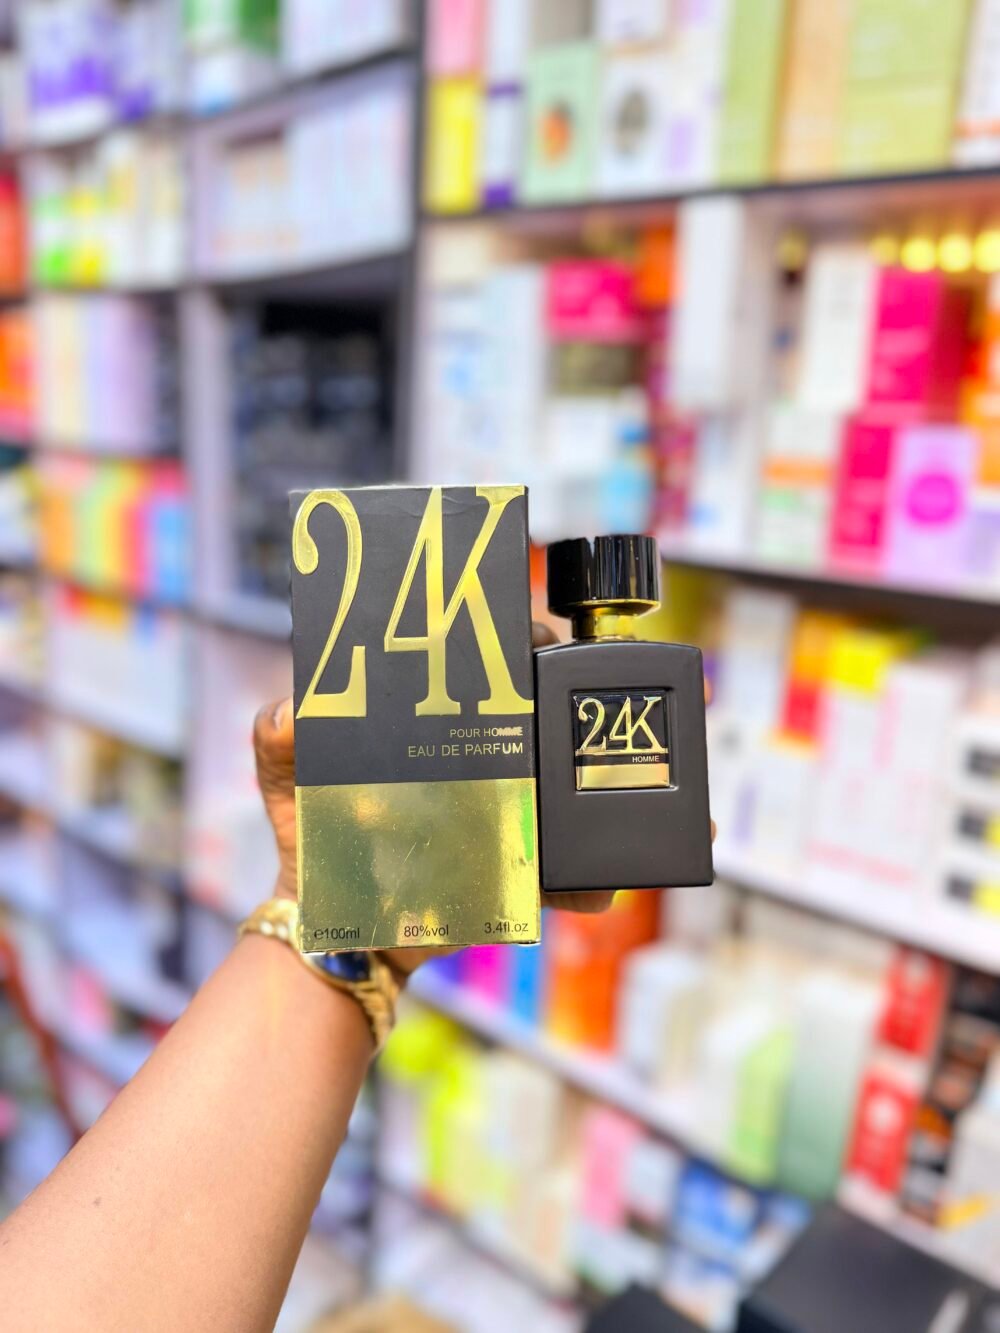 24K
POUR HOMME
EAU DE PARFUM
e100ml 80%vol 3.4fl.oz
24K
HOMME